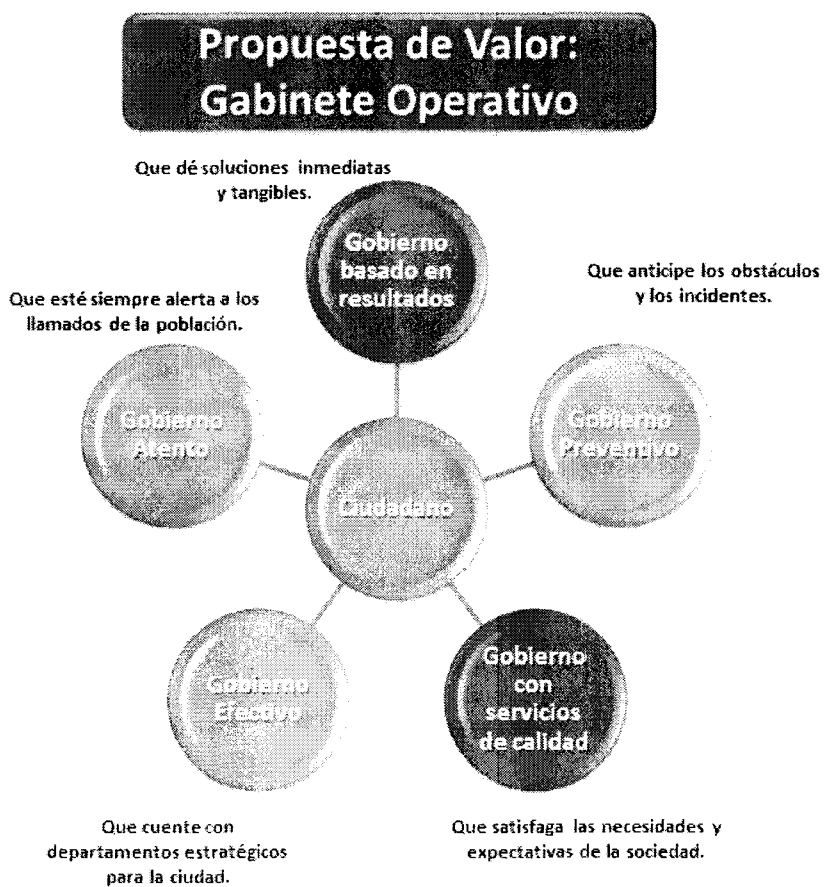 Propuesta de Valor:
Gabinete Operativo
Que dé soluciones inmediatas
y tangibles.
Gobierno
basado en
resultados
Que anticipe los obstáculos
y los incidentes.
Que esté siempre alerta a los
llamados de la población.
Gobierno
Atento
Gobierno
Preventivo
Ciudadano
Gobierno
Efectivo
Gobierno
con
servicios
de calidad
Que cuente con
departamentos estratégicos
para la ciudad.
Que satisfaga las necesidades y
expectativas de la sociedad.